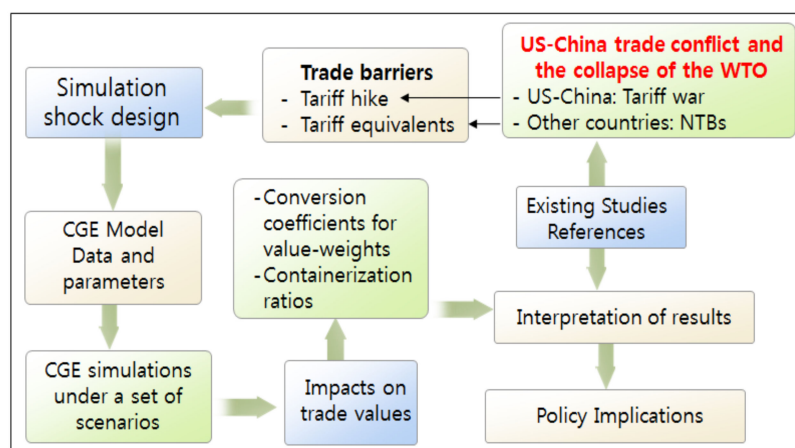 US-China trade conflict and
the collapse of the WTO
- US-China: Tariff war
- Other countries: NTBs
Trade barriers
- Tariff hike
- Tariff equivalents
Simulation
shock design
CGE Model
Data and
parameters
CGE simulations
under a set of
scenarios
Impacts on
trade values
-Conversion
coefficients for
value-weights
-Containerization
ratios
Existing Studies
References
Interpretation of results
Policy Implications